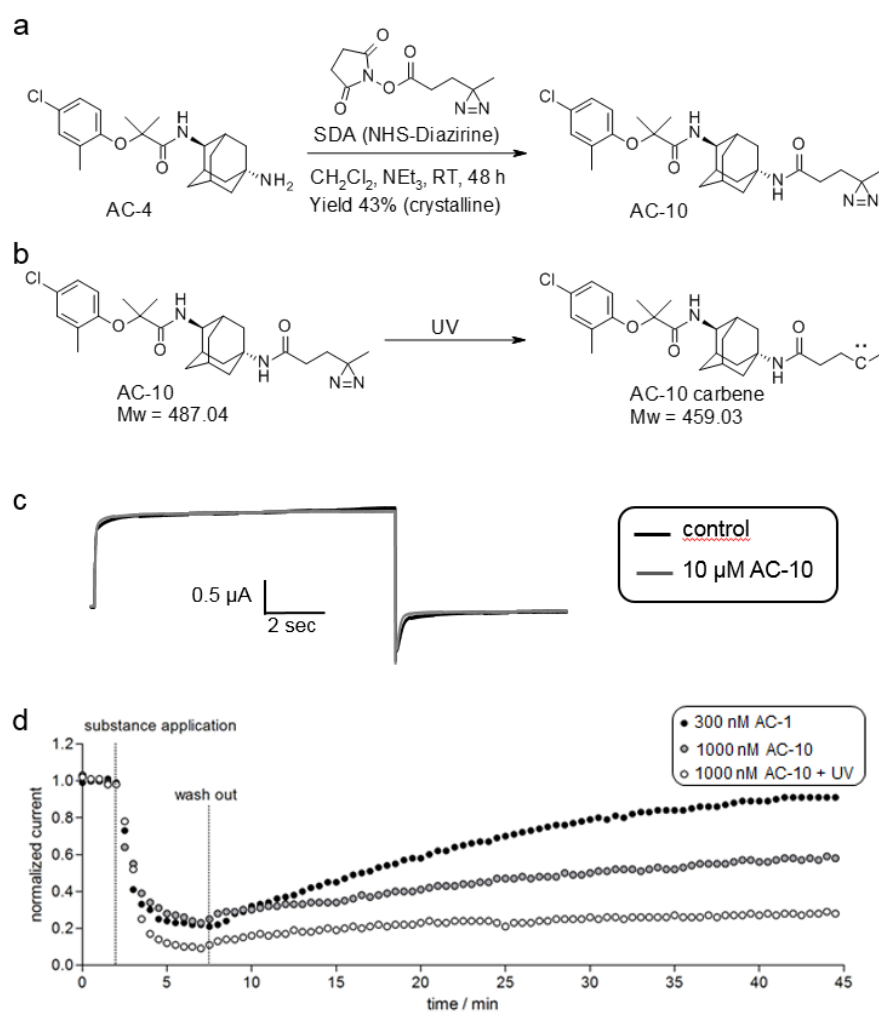 a
O
N
O
O
O
N=N
SDA (NHS-Diazirine)
CH2Cl2, NEt3, RT, 48 h
Yield 43% (crystalline)
Cl
O
H
N
O
NH2
AC-4
Cl
O
H
N
O
O
N
H
N=N
AC-10
b
Cl
O
H
N
O
O
N
H
N=N
AC-10
Mw = 487.04
UV
Cl
O
H
N
O
O
N
H
C
AC-10 carbene
Mw = 459.03
c
0.5 µA
2 sec
control
10 µM AC-10
d
substance application
wash out
300 nM AC-1
1000 nM AC-10
1000 nM AC-10 + UV
normalized current
1.2
1.0
0.8
0.6
0.4
0.2
0.0
0 5 10 15 20 25 30 35 40 45
time / min